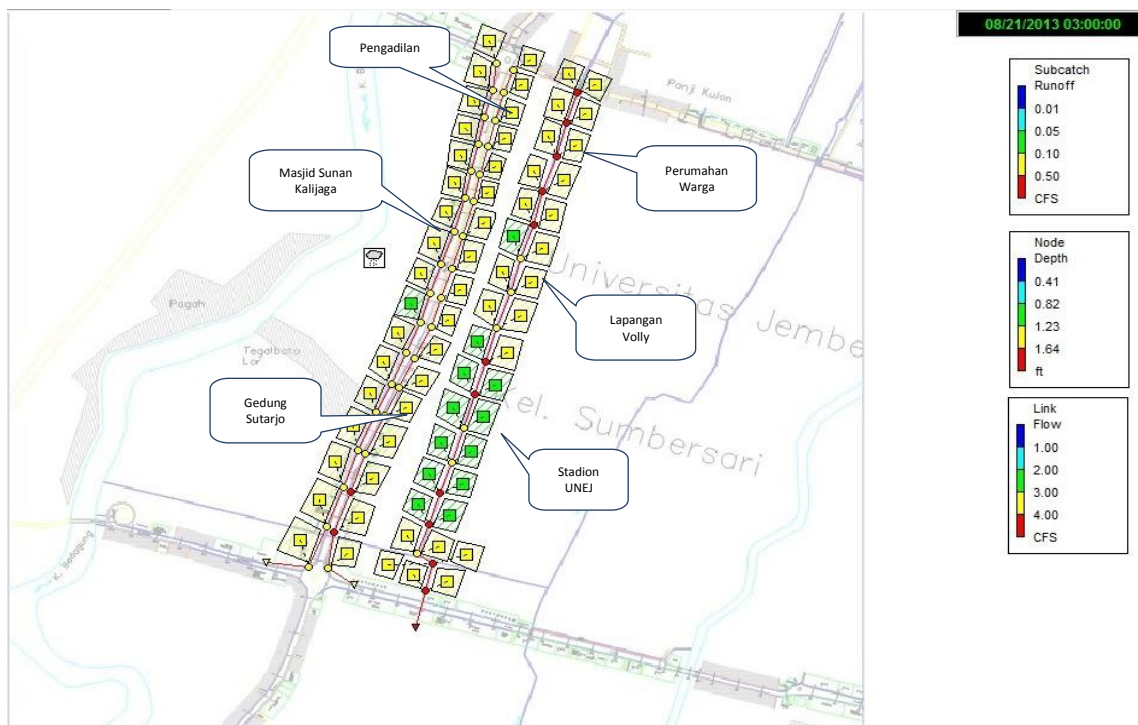 08/21/2013 03:00:00
Pengadilan
Panji Kulon
Masjid Sunan
Kalijaga
Perumahan
Warga
Universitas Jembe
Pagah
Tegalboto
Lor
Lapangan
Volly
Gedung
Sutarjo
Kel. Sumbersari
Stadion
UNEJ
K. Bedadung
Subcatch
Runoff
0.01
0.05
0.10
0.50
CFS
Node
Depth
0.41
0.82
1.23
1.64
ft
Link
Flow
1.00
2.00
3.00
4.00
CFS